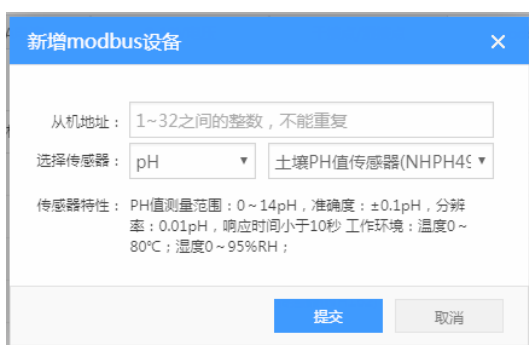 新增modbus设备
从机地址： 1~32之间的整数，不能重复
选择传感器： pH 土壤PH值传感器(NHPH49
传感器特性： PH值测量范围：0～14pH，准确度：±0.1pH，分辨
率：0.01pH，响应时间小于10秒 工作环境：温度0～
80℃；湿度0～95%RH；
提交 取消